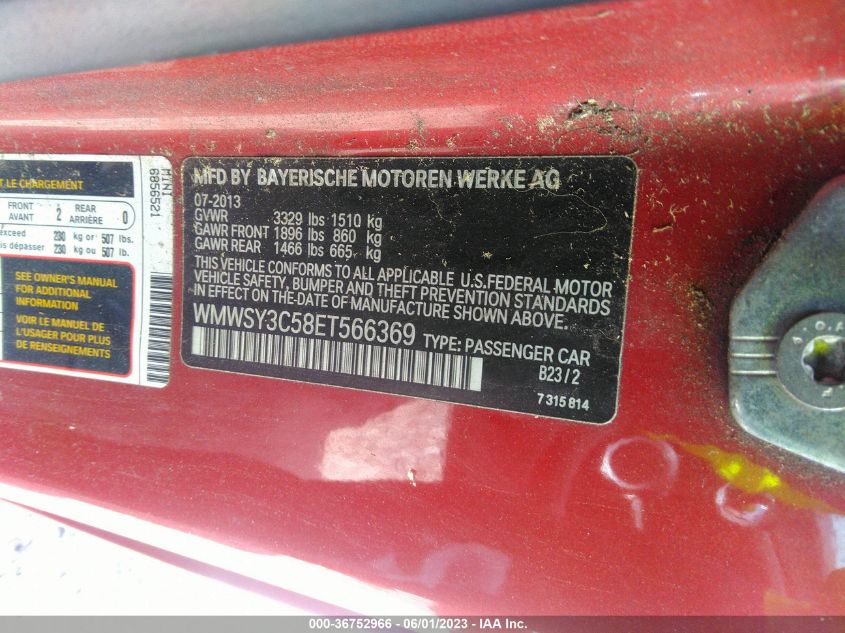 T LE CHARGEMENT
FRONT
AVANT
2
REAR
ARRIÈRE
0
exceed 230 kg or 507 lbs.
is dépasser 230 kg ou 507 lb.
SEE OWNER'S MANUAL
FOR ADDITIONAL
INFORMATION
VOIR LE MANUEL DE
L'USAGER POUR PLUS
DE RENSEIGNEMENTS
MINI
6856521
MFD BY BAYERISCHE MOTOREN WERKE AG
07-2013
GVWR 3329 lbs 1510 kg
GAWR FRONT 1896 lbs 860 kg
GAWR REAR 1466 lbs 665 kg
THIS VEHICLE CONFORMS TO ALL APPLICABLE U.S.FEDERAL MOTOR
VEHICLE SAFETY, BUMPER AND THEFT PREVENTION STANDARDS
IN EFFECT ON THE-DATE OF MANUFACTURE SHOWN ABOVE.
WMWSY3C58ET566369 TYPE: PASSENGER CAR
B23/2
7 315 814
000-36752966 - 06/01/2023 - IAA Inc.